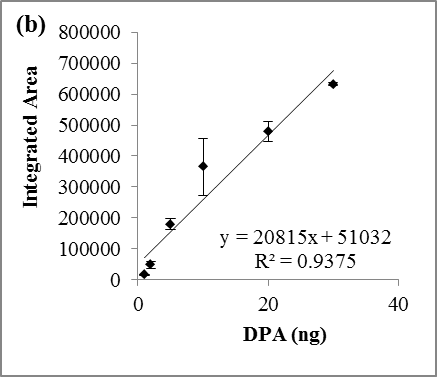 (b)
Integrated Area
800000
700000
600000
500000
400000
300000
200000
100000
0
y = 20815x + 51032
R² = 0.9375
0 20 40
DPA (ng)